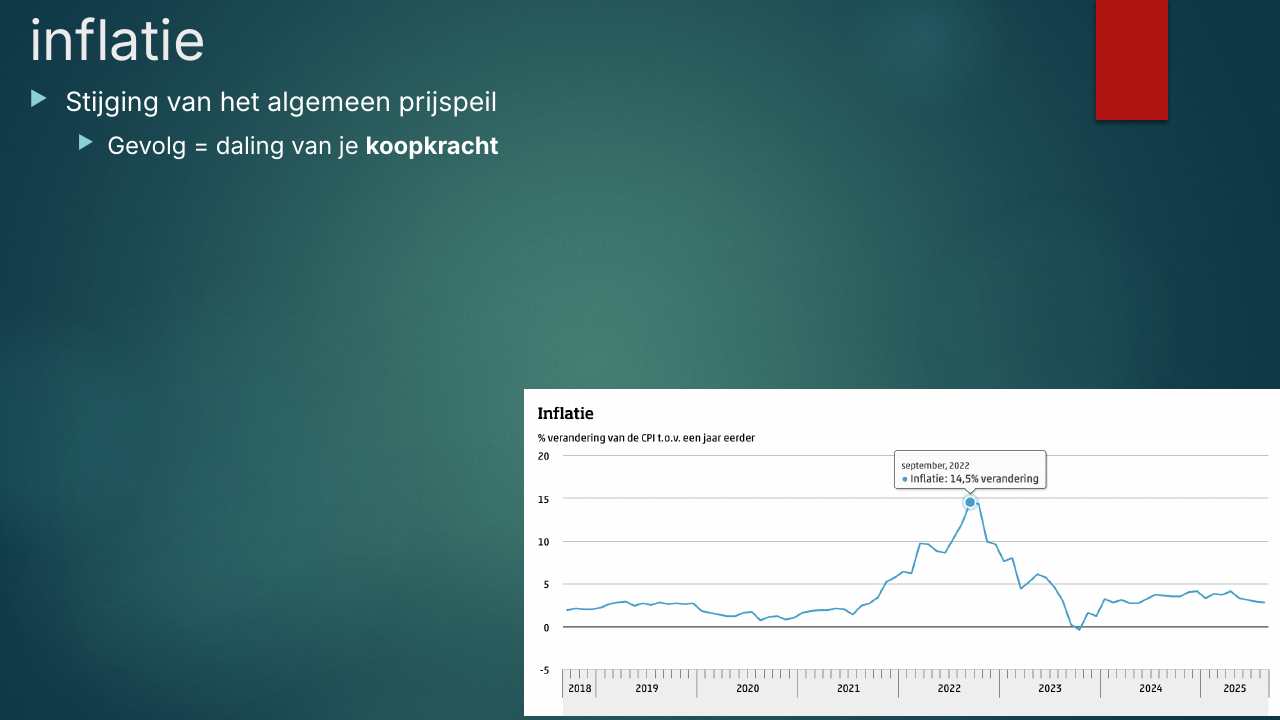 inflatie
Stijging van het algemeen prijspeil
Gevolg = daling van je koopkracht
Inflatie
% verandering van de CPI t.o.v. een jaar eerder
20
september, 2022
Inflatie: 14,5% verandering
15
10
5
0
-5
2018 2019 2020 2021 2022 2023 2024 2025